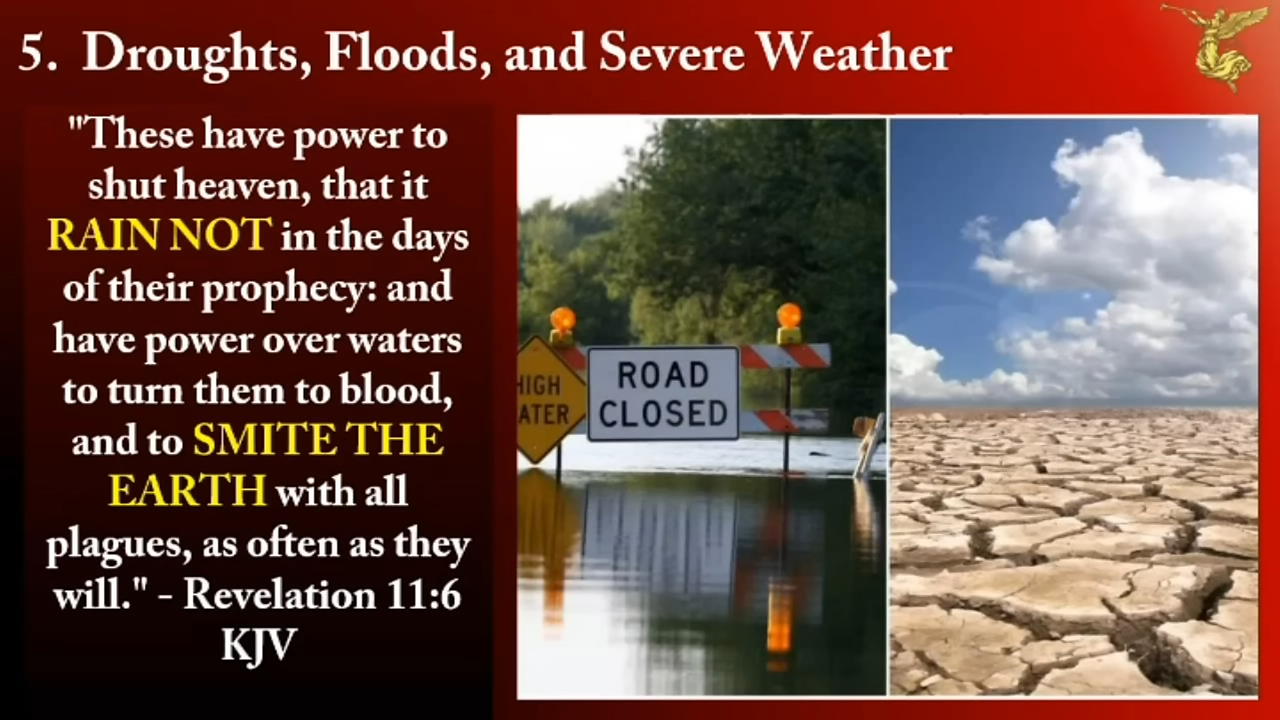 5. Droughts, Floods, and Severe Weather
"These have power to
shut heaven, that it
RAIN NOT in the days
of their prophecy: and
have power over waters
to turn them to blood,
and to SMITE THE
EARTH with all
plagues, as often as they
will." - Revelation 11:6
KJV
HIGH
ATER
ROAD
CLOSED